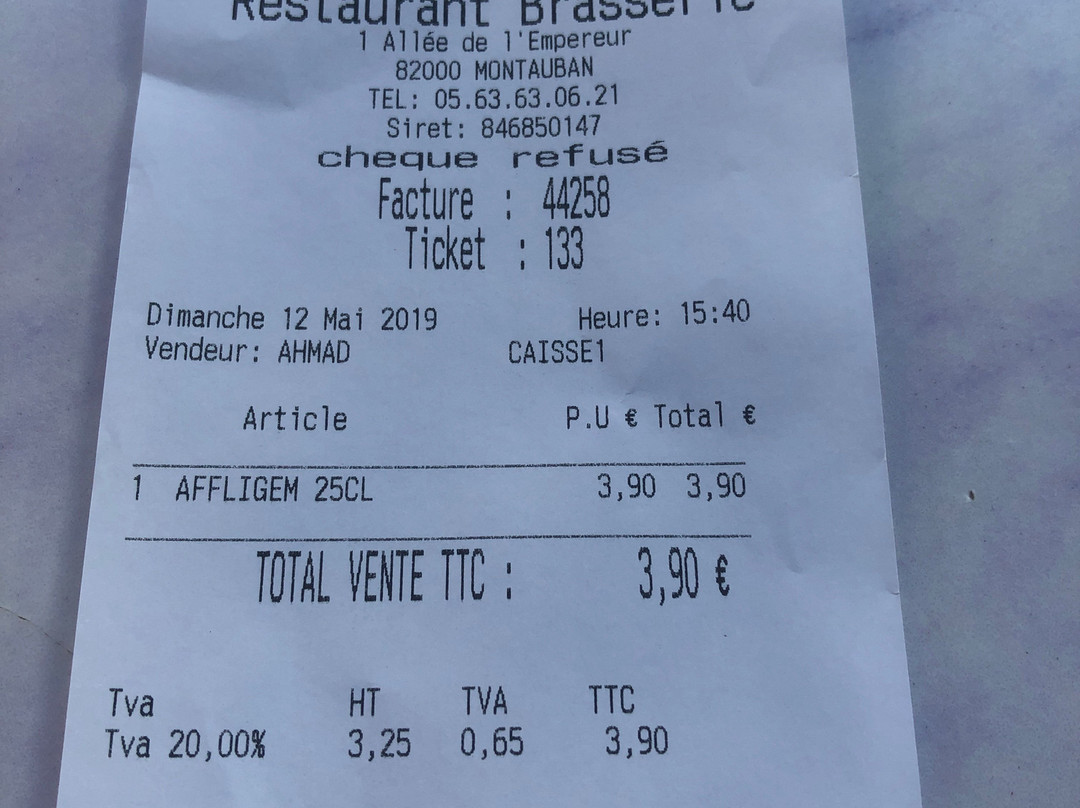 Restaurant Brasserie
1 Allée de l'Empereur
82000 MONTAUBAN
TEL: 05.63.63.06.21
Siret: 846850147
cheque refusé
Facture : 44258
Ticket : 133
Dimanche 12 Mai 2019 Heure: 15:40
Vendeur: AHMAD CAISSE1
Article P.U € Total €
1 AFFLIGEM 25CL 3,90 3,90
TOTAL VENTE TTC : 3,90 €
Tva HT TVA TTC
Tva 20,00% 3,25 0,65 3,90